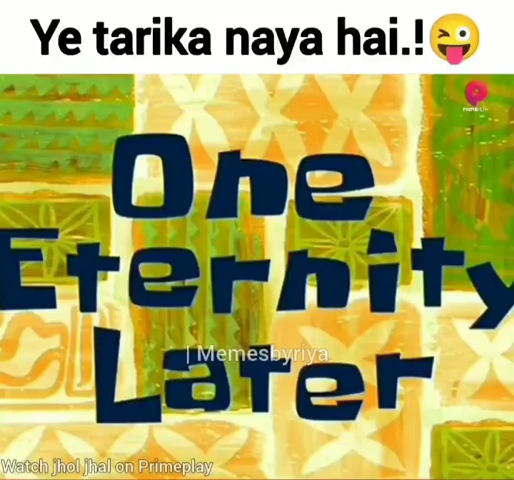 Ye tarika naya hai.!😜
One
Eternity
Later
| Memesbyriya
Watch jhol jhal on Primeplay